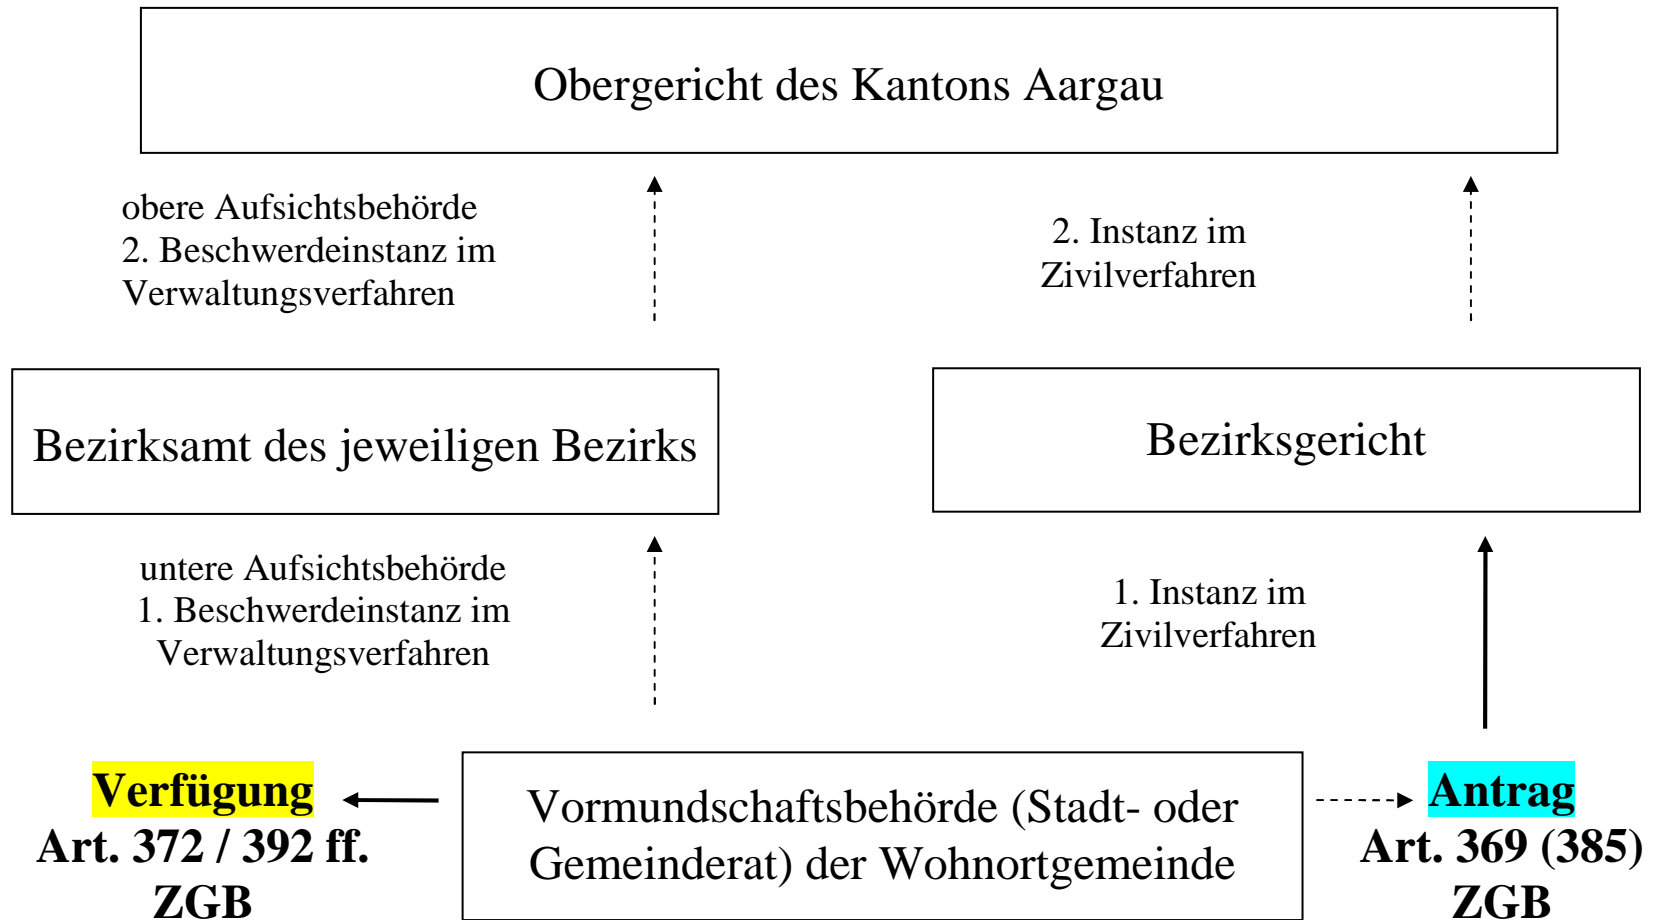 Obergericht des Kantons Aargau
obere Aufsichtsbehörde
2. Beschwerdeinstanz im
Verwaltungsverfahren
2. Instanz im
Zivilverfahren
Bezirksamt des jeweiligen Bezirks
Bezirksgericht
untere Aufsichtsbehörde
1. Beschwerdeinstanz im
Verwaltungsverfahren
1. Instanz im
Zivilverfahren
Verfügung
Art. 372 / 392 ff.
ZGB
Vormundschaftsbehörde (Stadt- oder
Gemeinderat) der Wohnortgemeinde
Antrag
Art. 369 (385)
ZGB